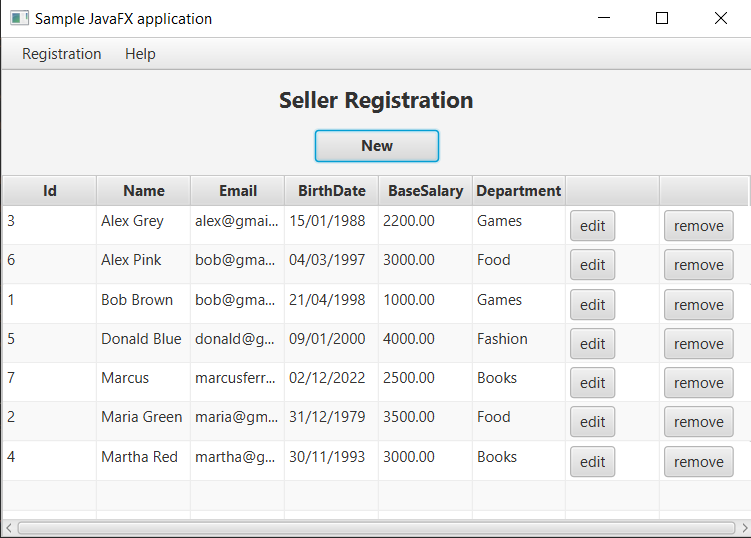 Sample JavaFX application
Registration Help
Seller Registration
New
Id Name Email BirthDate BaseSalary Department
3 Alex Grey alex@gmai... 15/01/1988 2200.00 Games edit remove
6 Alex Pink bob@gma... 04/03/1997 3000.00 Food edit remove
1 Bob Brown bob@gma... 21/04/1998 1000.00 Games edit remove
5 Donald Blue donald@g... 09/01/2000 4000.00 Fashion edit remove
7 Marcus marcusferr... 02/12/2022 2500.00 Books edit remove
2 Maria Green maria@gm... 31/12/1979 3500.00 Food edit remove
4 Martha Red martha@g... 30/11/1993 3000.00 Books edit remove